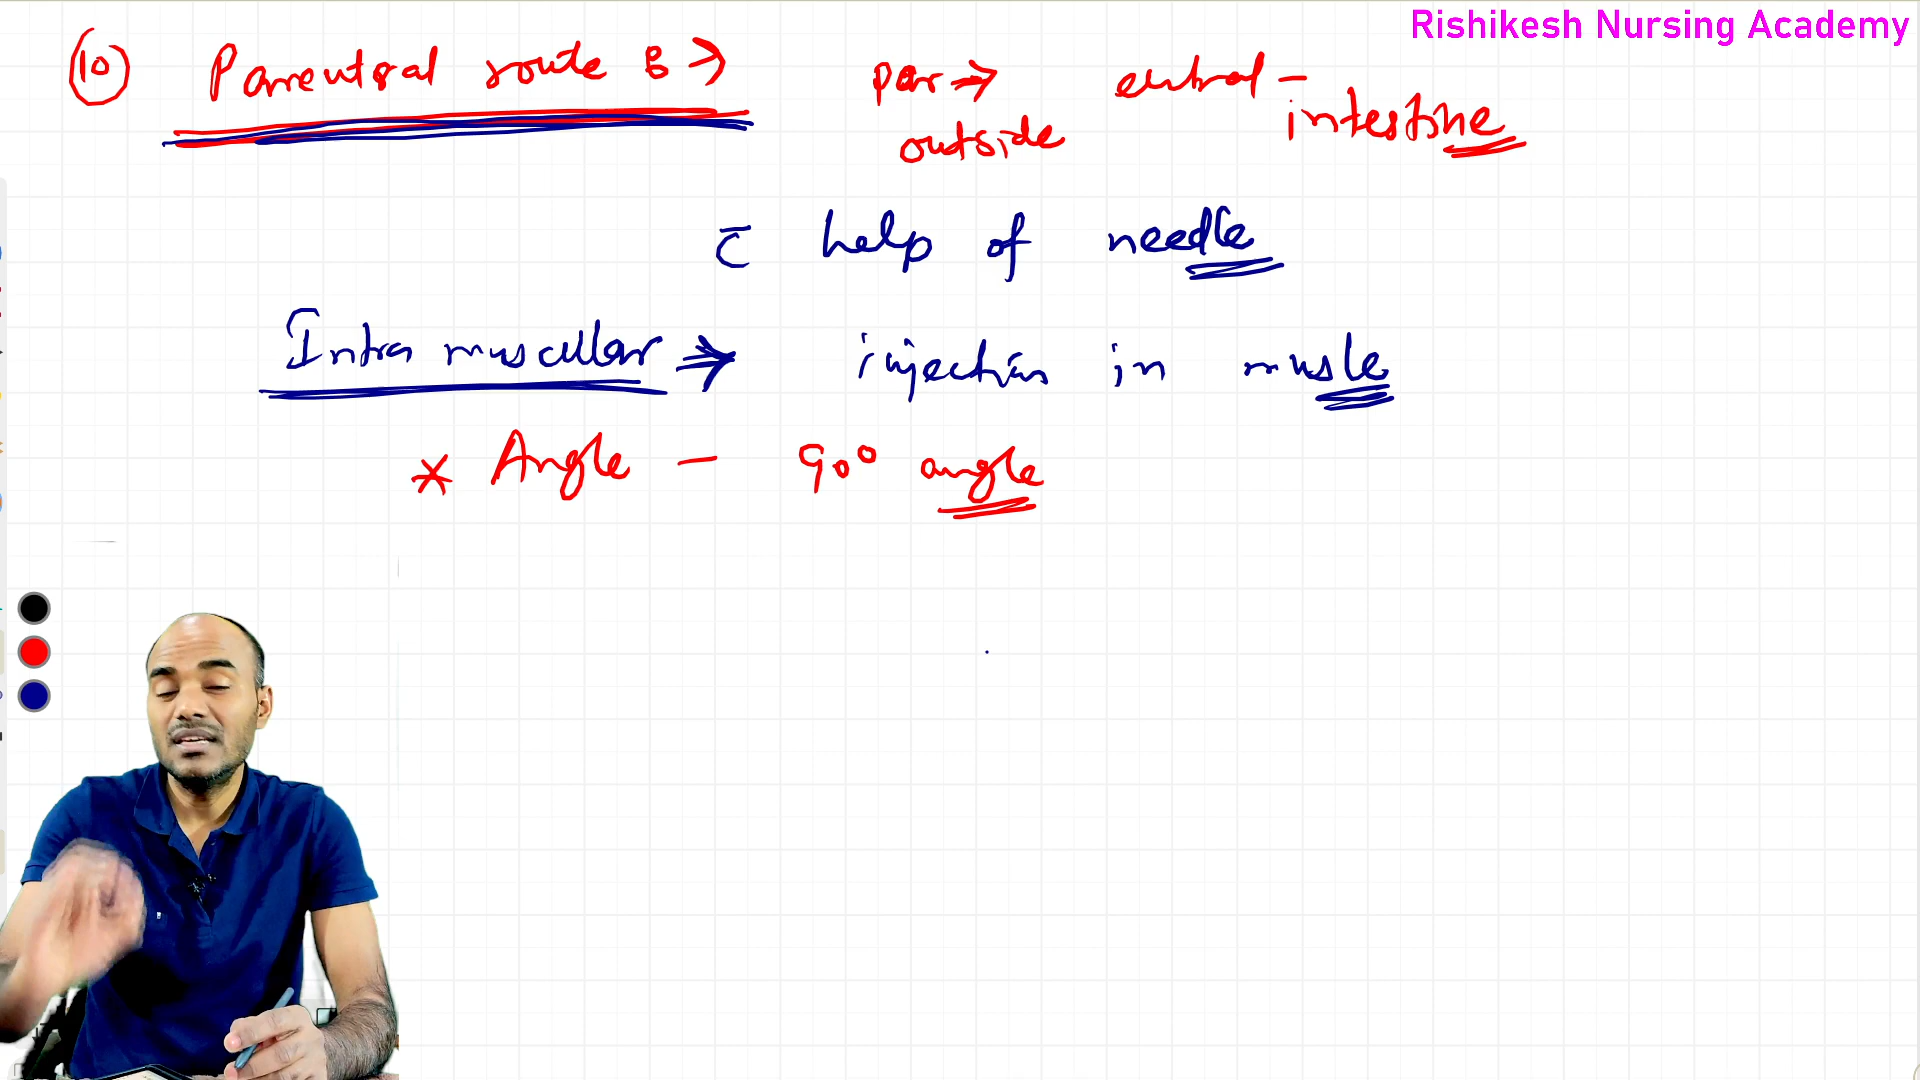 Rishikesh Nursing Academy
10 Parentral route :→ par → entral -
outside intestine
c̄ help of needle
Intra muscular → injection in musle
* Angle - 90° angle